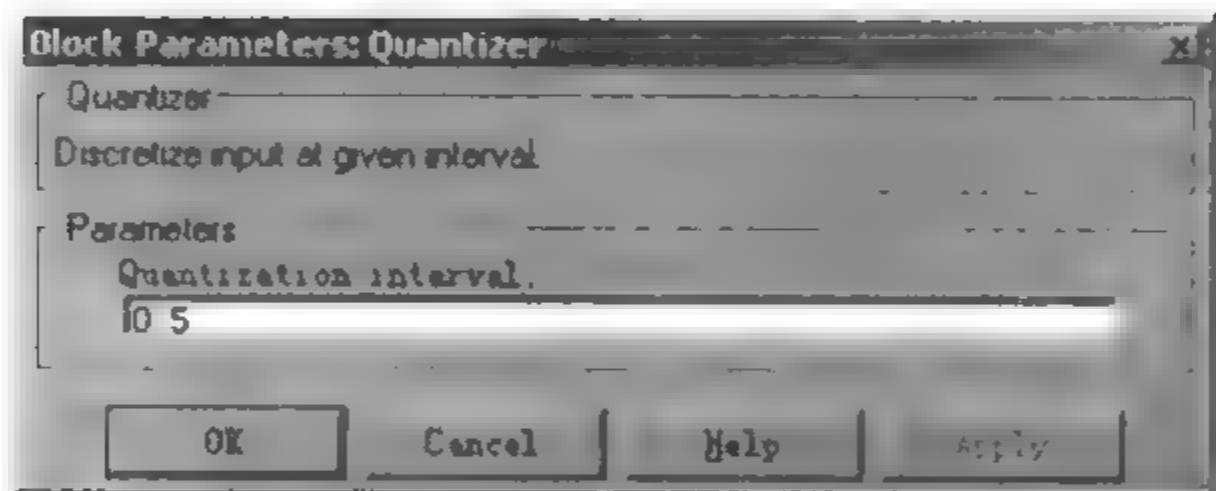 Block Parameters: Quantizer
Quantizer
Discretize input at given interval.
Parameters
Quantization interval:
0 5
OK
Cancel
Help
Apply